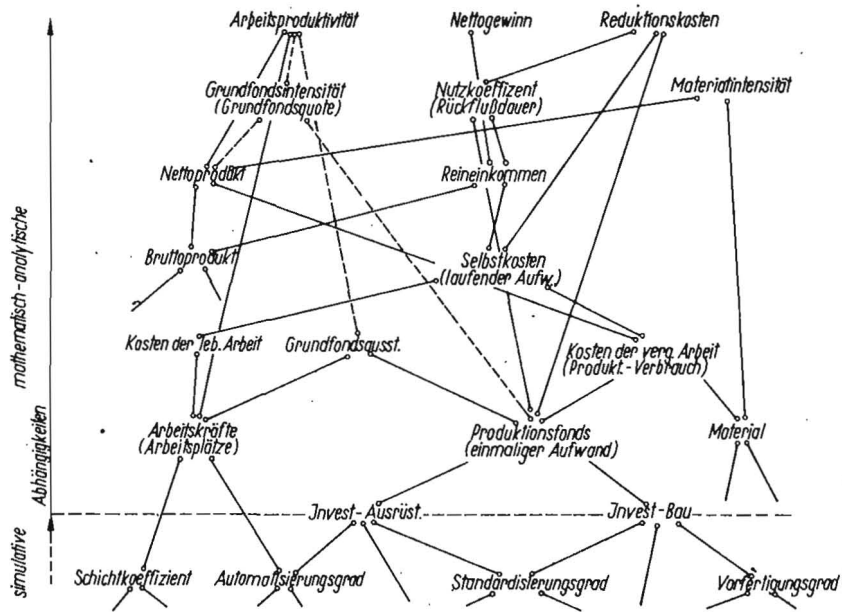 Arbeitsproduktivität
Nettogewinn
Reduktionskosten
Grundfondsintensität
(Grundfondsquote)
Nutzkoeffizent
(Rückflußdauer)
Materialintensität
Nettoprodukt
Reineinkommen
Bruttoprodukt
Selbstkosten
(laufender Aufw.)
Kosten der leb. Arbeit
Grundfondsausst.
Kosten der verg. Arbeit
(Produkt.-Verbrauch)
Arbeitskräfte
(Arbeitsplätze)
Produktionsfonds
(einmaliger Aufwand)
Material
Invest-Ausrüst.
Invest-Bau
Schichtkoeffizient
Automatisierungsgrad
Standardisierungsgrad
Vorfertigungsgrad
mathematisch-analytische
Abhängigkeiten
simulative